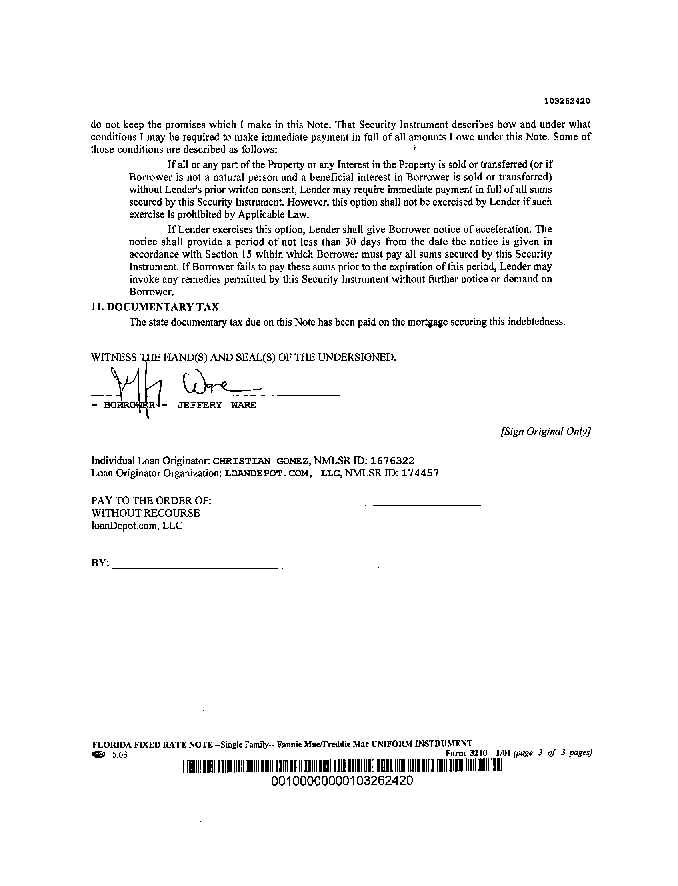 103262420
do not keep the promises which I make in this Note. That Security Instrument describes how and under what
conditions I may be required to make immediate payment in full of all amounts I owe under this Note. Some of
those conditions are described as follows:
If all or any part of the Property or any Interest in the Property is sold or transferred (or if
Borrower is not a natural person and a beneficial interest in Borrower is sold or transferred)
without Lender's prior written consent, Lender may require immediate payment in full of all sums
secured by this Security Instrument. However, this option shall not be exercised by Lender if such
exercise is prohibited by Applicable Law.
If Lender exercises this option, Lender shall give Borrower notice of acceleration. The
notice shall provide a period of not less than 30 days from the date the notice is given in
accordance with Section 15 within which Borrower must pay all sums secured by this Security
Instrument. If Borrower fails to pay these sums prior to the expiration of this period, Lender may
invoke any remedies permitted by this Security Instrument without further notice or demand on
Borrower.
11. DOCUMENTARY TAX
The state documentary tax due on this Note has been paid on the mortgage securing this indebtedness.
WITNESS THE HAND(S) AND SEAL(S) OF THE UNDERSIGNED.
- BORROWER - JEFFERY WARE
[Sign Original Only]
Individual Loan Originator: CHRISTIAN GOMEZ, NMLSR ID: 1676322
Loan Originator Organization: LOANDEPOT.COM, LLC, NMLSR ID: 174457
PAY TO THE ORDER OF:
WITHOUT RECOURSE
loanDepot.com, LLC
BY:
FLORIDA FIXED RATE NOTE--Single Family-- Fannie Mae/Freddie Mac UNIFORM INSTRUMENT
Form 3210 1/01 (page 3 of 3 pages)
00100000000103262420